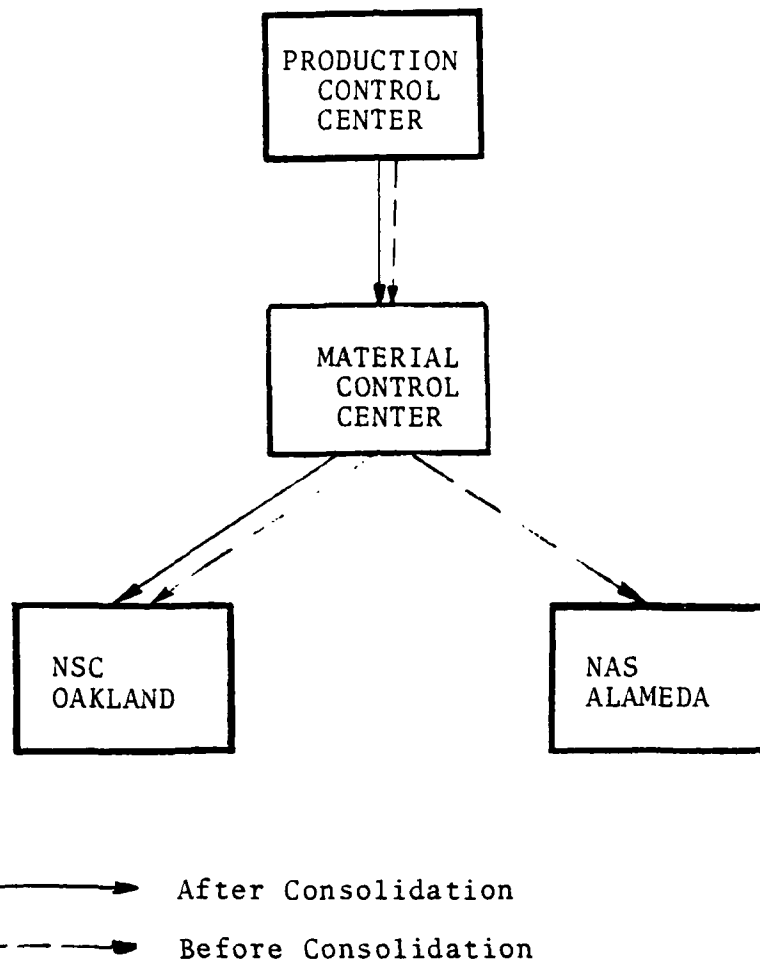 PRODUCTION
CONTROL
CENTER
MATERIAL
CONTROL
CENTER
NSC
OAKLAND
NAS
ALAMEDA
After Consolidation
Before Consolidation